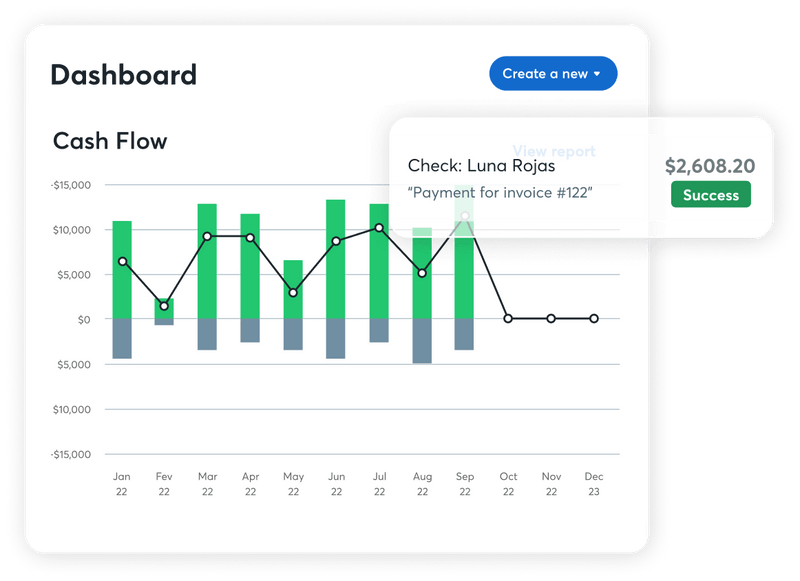 Dashboard
Create a new
Cash Flow
View report
Check: Luna Rojas
$2,608.20
“Payment for invoice #122”
Success
-$15,000
$10,000
$5,000
$0
$5,000
$10,000
-$15,000
Jan Fev Mar Apr May Jun Jul Aug Sep Oct Nov Dec
22 22 22 22 22 22 22 22 22 22 22 23